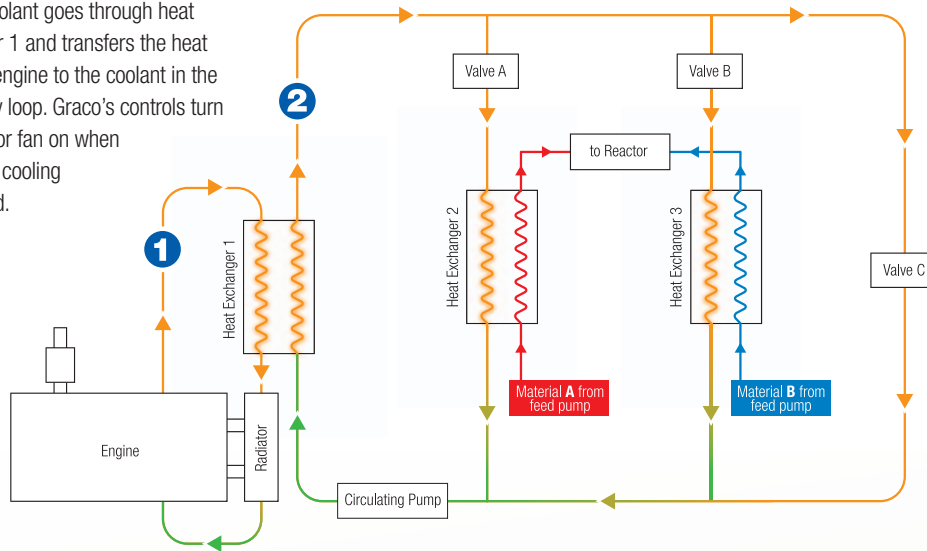 olant goes through heat
r 1 and transfers the heat
engine to the coolant in the
y loop. Graco's controls turn
or fan on when
cooling
d.
1
2
Valve A
Valve B
to Reactor
Heat Exchanger 1
Heat Exchanger 2
Heat Exchanger 3
Valve C
Material A from
feed pump
Material B from
feed pump
Engine
Radiator
Circulating Pump